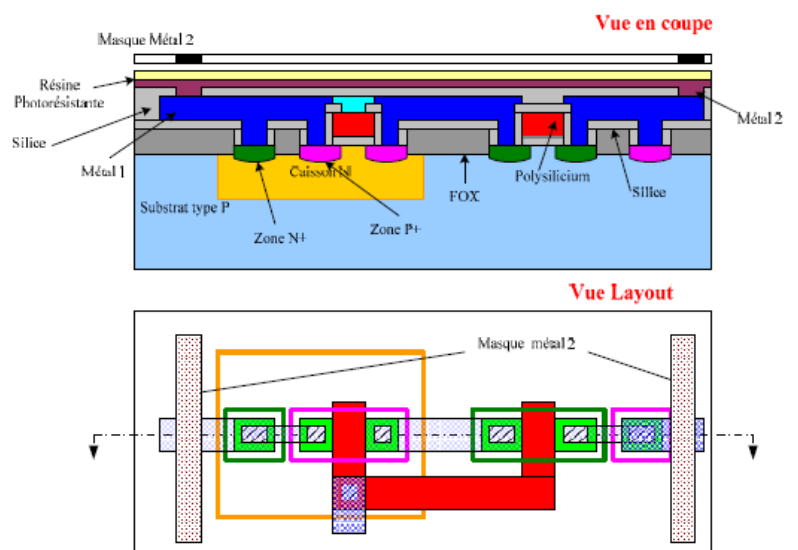 Vue en coupe
Masque Métal 2
Résine
Photorésistante
Silice
Métal 1
Métal 2
Polysilicium
Silice
Caisson N
FOX
Substrat type P
Zone N+
Zone P+
Vue Layout
Masque métal 2